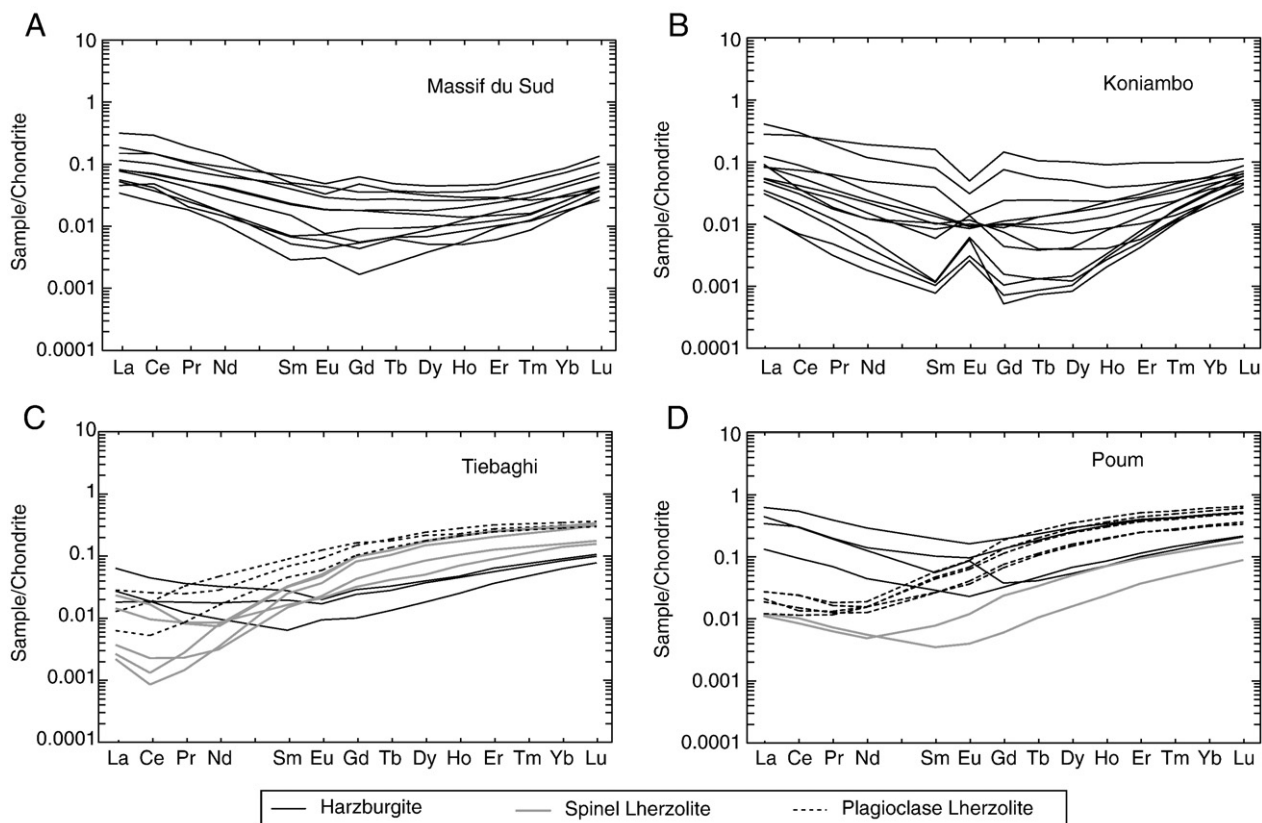 A
10
1
0.1
0.01
0.001
0.0001
Sample/Chondrite
Massif du Sud
La Ce Pr Nd Sm Eu Gd Tb Dy Ho Er Tm Yb Lu
B
10
1
0.1
0.01
0.001
0.0001
Sample/Chondrite
Koniambo
La Ce Pr Nd Sm Eu Gd Tb Dy Ho Er Tm Yb Lu
C
10
1
0.1
0.01
0.001
0.0001
Sample/Chondrite
Tiebaghi
La Ce Pr Nd Sm Eu Gd Tb Dy Ho Er Tm Yb Lu
D
10
1
0.1
0.01
0.001
0.0001
Sample/Chondrite
Poum
La Ce Pr Nd Sm Eu Gd Tb Dy Ho Er Tm Yb Lu
Harzburgite Spinel Lherzolite Plagioclase Lherzolite